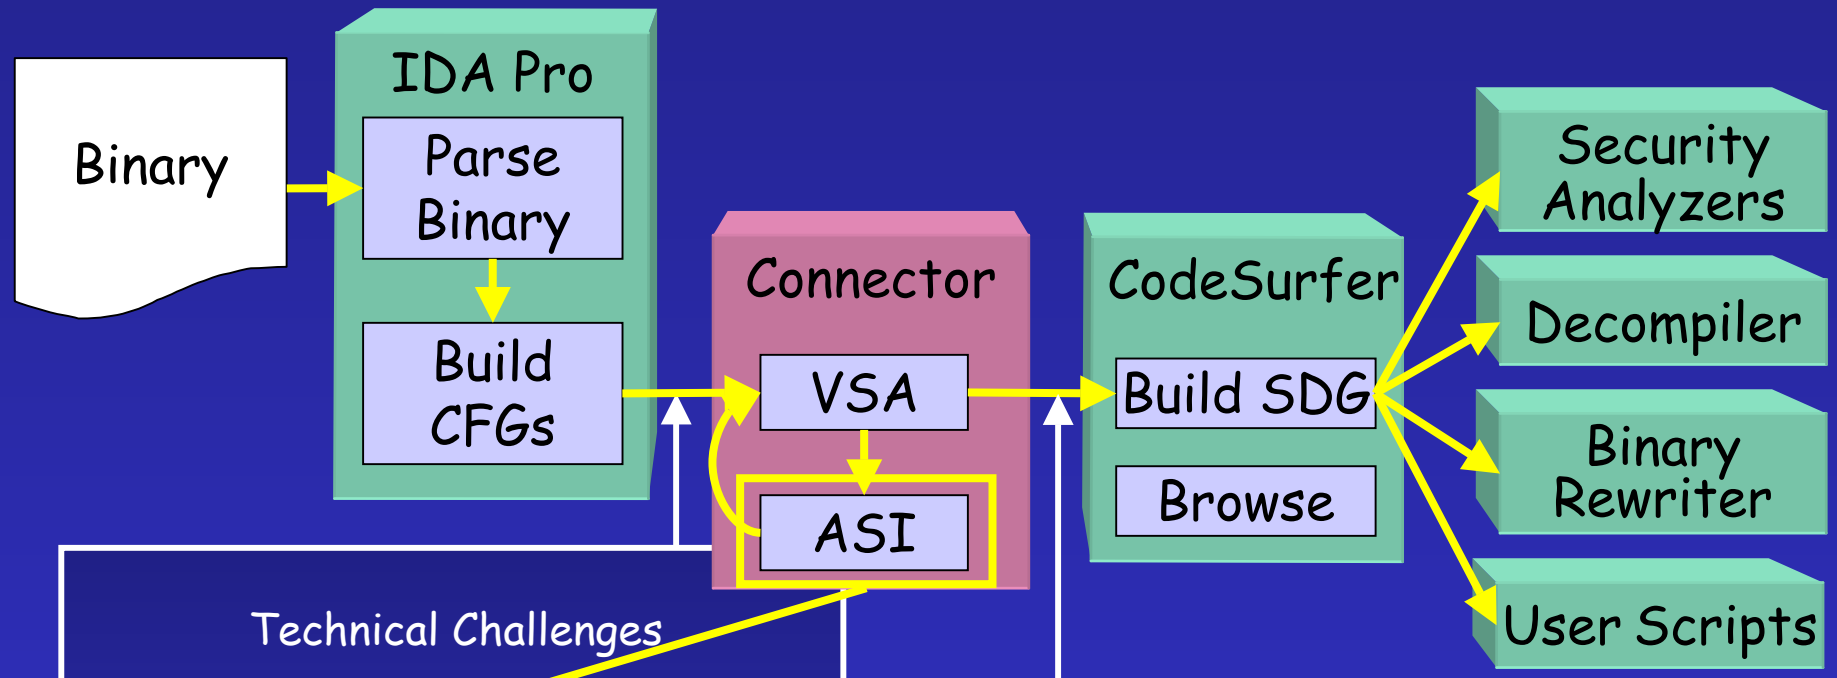 Binary
IDA Pro
Parse
Binary
Build
CFGs
Connector
VSA
ASI
CodeSurfer
Build SDG
Browse
Security
Analyzers
Decompiler
Binary
Rewriter
User Scripts
Technical Challenges